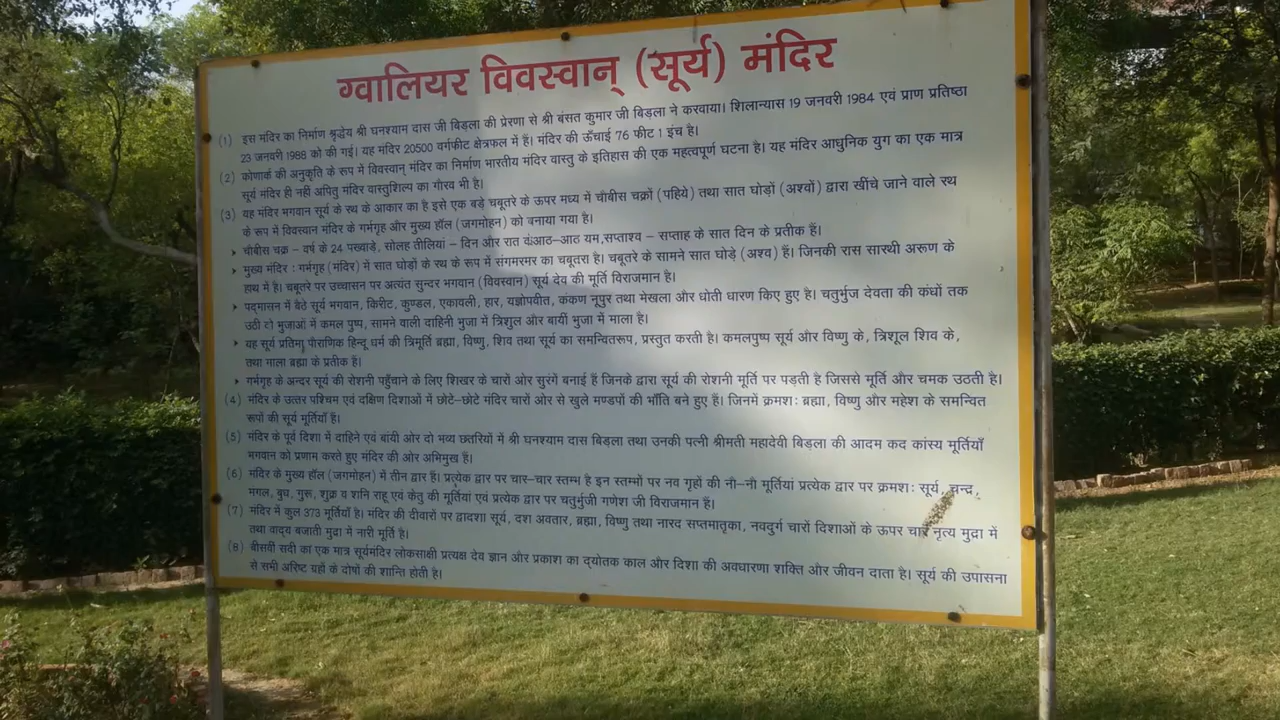 ग्वालियर विवस्वान् (सूर्य) मंदिर
(1) इस मंदिर का निर्माण श्रृद्धेय श्री घनश्याम दास जी बिड़ला की प्रेरणा से श्री बंसत कुमार जी बिड़ला ने करवाया। शिलान्यास 19 जनवरी 1984 एवं प्राण प्रतिष्ठा
23 जनवरी 1988 को की गई। यह मंदिर 20500 वर्गफीट क्षेत्रफल में हैं। मंदिर की ऊँचाई 76 फीट 1 इंच है।
(2) कोणार्क की अनुकृति के रूप में विवस्वान् मंदिर का निर्माण भारतीय मंदिर वास्तु के इतिहास की एक महत्वपूर्ण घटना है। यह मंदिर आधुनिक युग का एक मात्र
सूर्य मंदिर ही नहीं अपितु मंदिर वास्तुशिल्प का गौरव भी है।
(3) यह मंदिर भगवान सूर्य के रथ के आकार का है इसे एक बड़े चबूतरे के ऊपर मध्य में चौबीस चक्रों (पहिये) तथा सात घोड़ों (अश्वों) द्वारा खींचे जाने वाले रथ
के रूप में विवस्वान मंदिर के गर्भगृह और मुख्य हॉल (जगमोहन) को बनाया गया है।
➤ चौबीस चक्र – वर्ष के 24 पखवाडे, सोलह तीलियां – दिन और रात केआठ–आठ यम,सप्ताश्व – सप्ताह के सात दिन के प्रतीक हैं।
➤ मुख्य मंदिर : गर्भगृह (मंदिर) में सात घोड़ों के रथ के रूप में संगमरमर का चबूतरा है। चबूतरे के सामने सात घोड़े (अश्व) हैं। जिनकी रास सारथी अरूण के
हाथ में है। चबूतरे पर उच्चासन पर अत्यंत सुन्दर भगवान (विवस्वान) सूर्य देव की मूर्ति विराजमान है।
➤ पद्मासन में बैठे सूर्य भगवान, किरीट, कुण्डल, एकावली, हार, यज्ञोपवीत, कंकण नूपुर तथा मेखला और धोती धारण किए हुए है। चतुर्भुज देवता की कंधों तक
उठी दो भुजाओं में कमल पुष्प, सामने वाली दाहिनी भुजा में त्रिशुल और बायीं भुजा में माला है।
➤ यह सूर्य प्रतिमा पौराणिक हिन्दू धर्म की त्रिमूर्ति ब्रह्मा, विष्णु, शिव तथा सूर्य का समन्वितरूप, प्रस्तुत करती है। कमलपुष्प सूर्य और विष्णु के, त्रिशूल शिव के,
तथा माला ब्रह्मा के प्रतीक है।
➤ गर्भगृह के अन्दर सूर्य की रोशनी पहुँचाने के लिए शिखर के चारों ओर सुरंगें बनाई हैं जिनके द्वारा सूर्य की रोशनी मूर्ति पर पड़ती है जिससे मूर्ति और चमक उठती है।
(4) मंदिर के उत्तर पश्चिम एवं दक्षिण दिशाओं में छोटे–छोटे मंदिर चारों ओर से खुले मण्डपों की भाँति बने हुए हैं। जिनमें क्रमशः ब्रह्मा, विष्णु और महेश के समन्वित
रूपों की सूर्य मूर्तियाँ हैं।
(5) मंदिर के पूर्व दिशा में दाहिने एवं बांयी ओर दो भव्य छतरियों में श्री घनश्याम दास बिड़ला तथा उनकी पत्नी श्रीमती महादेवी बिड़ला की आदम कद कांस्य मूर्तियाँ
भगवान को प्रणाम करते हुए मंदिर की ओर अभिमुख हैं।
(6) मंदिर के मुख्य हॉल (जगमोहन) में तीन द्वार हैं। प्रत्येक द्वार पर चार–चार स्तम्भ है इन स्तम्भों पर नव गृहों की नौ–नौ मूर्तियां प्रत्येक द्वार पर क्रमशः सूर्य, चन्द्र,
मंगल, बुध, गुरू, शुक्र व शनि राहू एवं केतु की मूर्तियां एवं प्रत्येक द्वार पर चतुर्भुजी गणेश जी विराजमान हैं।
(7) मंदिर में कुल 373 मूर्तियाँ है। मंदिर की दीवारों पर द्वादशा सूर्य, दश अवतार, ब्रह्मा, विष्णु तथा नारद सप्तमातृका, नवदुर्गा चारों दिशाओं के ऊपर चार नृत्य मुद्रा में
तथा वाद्य बजाती मुद्रा में नारी मूर्ति है।
(8) बीसवीं सदी का एक मात्र सूर्यमंदिर लोकसाक्षी प्रत्यक्ष देव ज्ञान और प्रकाश का द्योतक काल और दिशा की अवधारणा शक्ति और जीवन दाता है। सूर्य की उपासना
से सभी अरिष्ट ग्रहों के दोषों की शान्ति होती है।